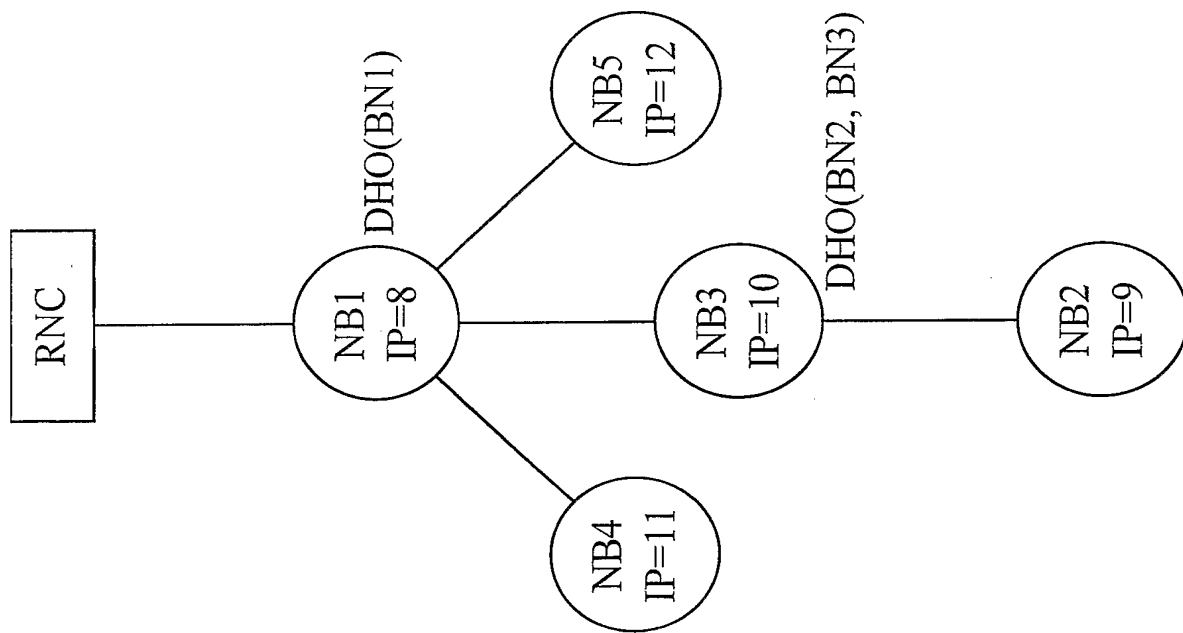 RNC
NB1
IP=8
DHO(BN1)
NB4
IP=11
NB5
IP=12
NB3
IP=10
DHO(BN2, BN3)
NB2
IP=9